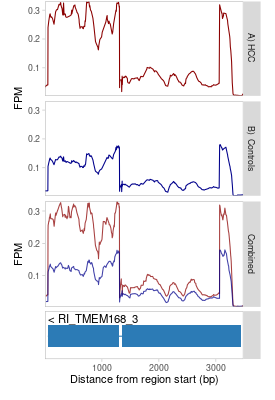 0.3
0.2
0.1
A) HCC
0.3
0.2
0.1
B) Controls
FPM
FPM
0.3
0.2
0.1
Combined
< RI_TMEM168_3
1000
2000
3000
Distance from region start (bp)